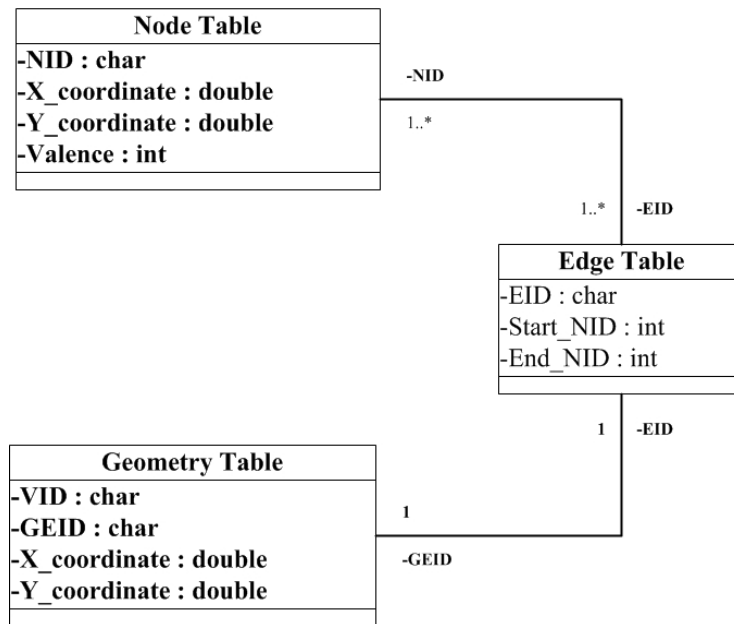 Node Table
-NID : char
-X_coordinate : double
-Y_coordinate : double
-Valence : int
-NID
1..*
1..*
-EID
Edge Table
-EID : char
-Start_NID : int
-End_NID : int
1
-EID
Geometry Table
-VID : char
-GEID : char
-X_coordinate : double
-Y_coordinate : double
1
-GEID